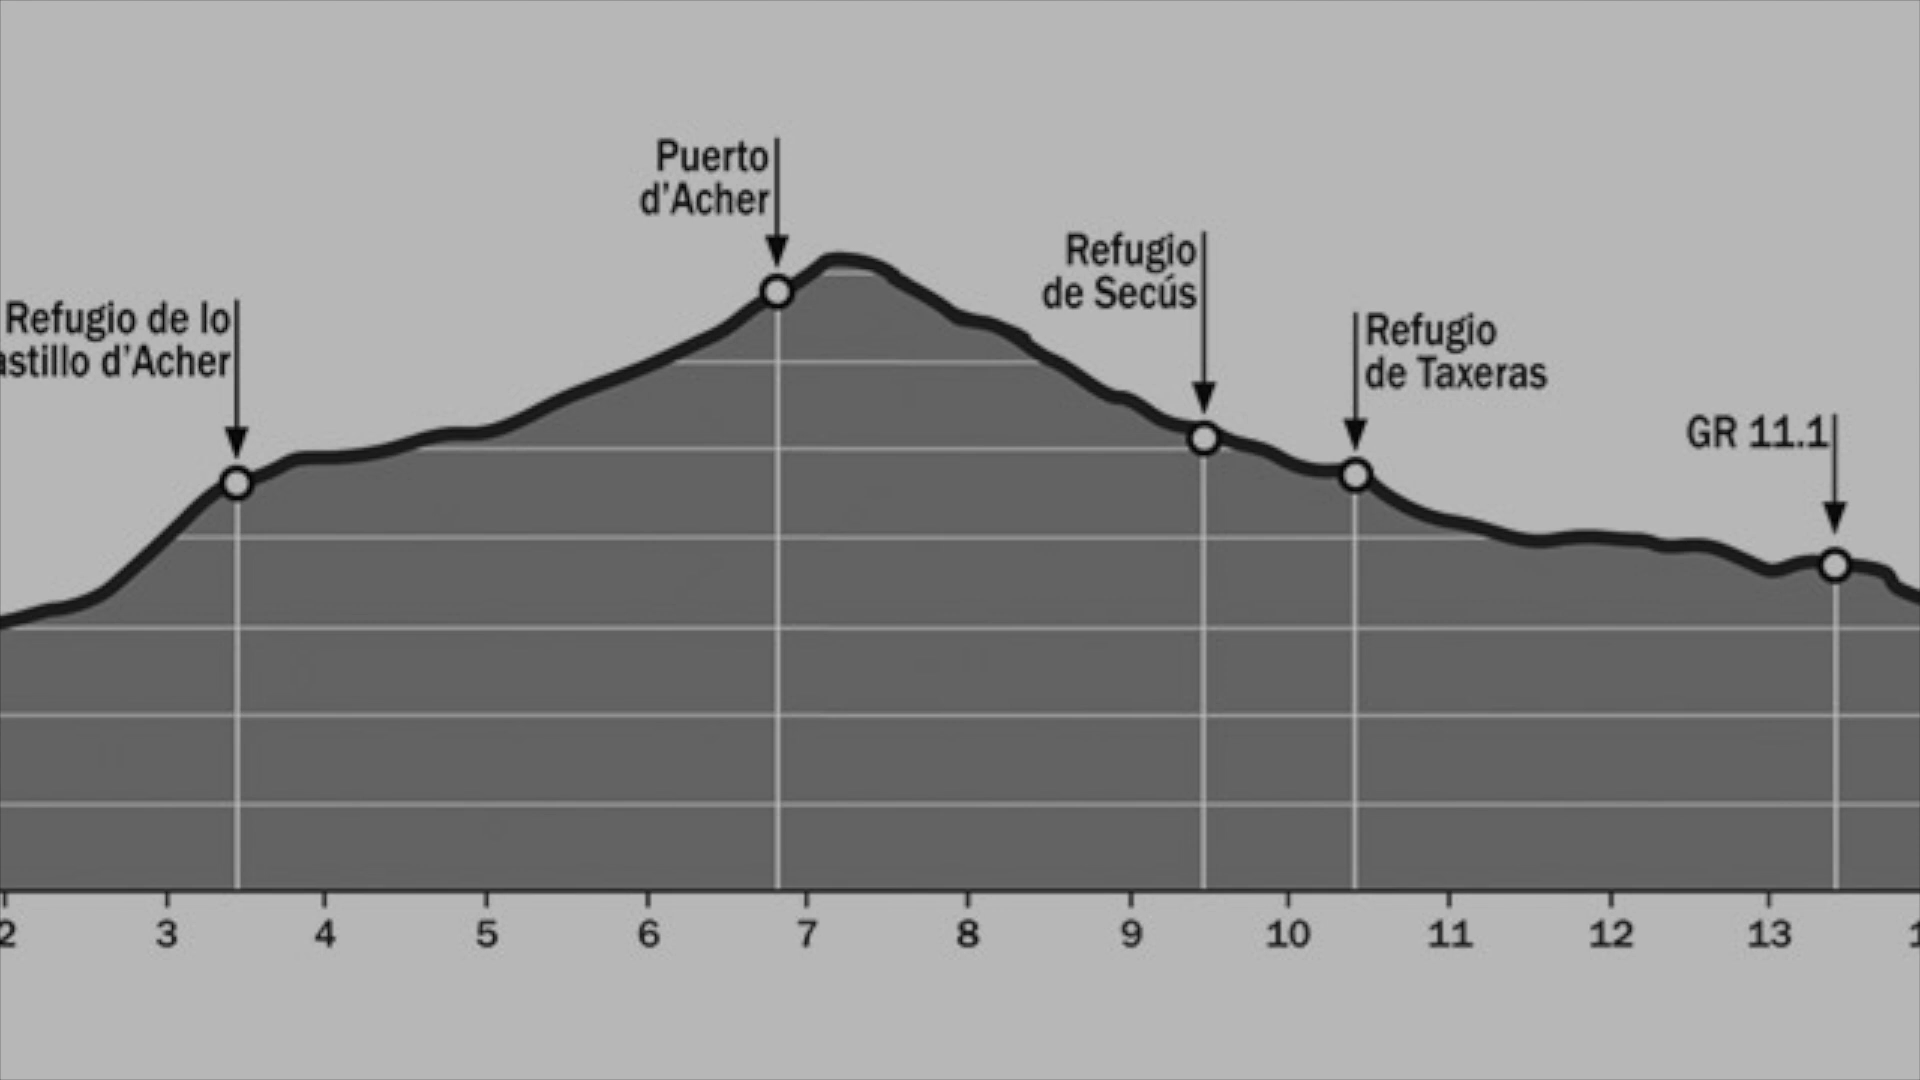 Puerto
d'Acher
Refugio
de Secús
Refugio de lo
astillo d'Acher
Refugio
de Taxeras
GR 11.1
2 3 4 5 6 7 8 9 10 11 12 13 1